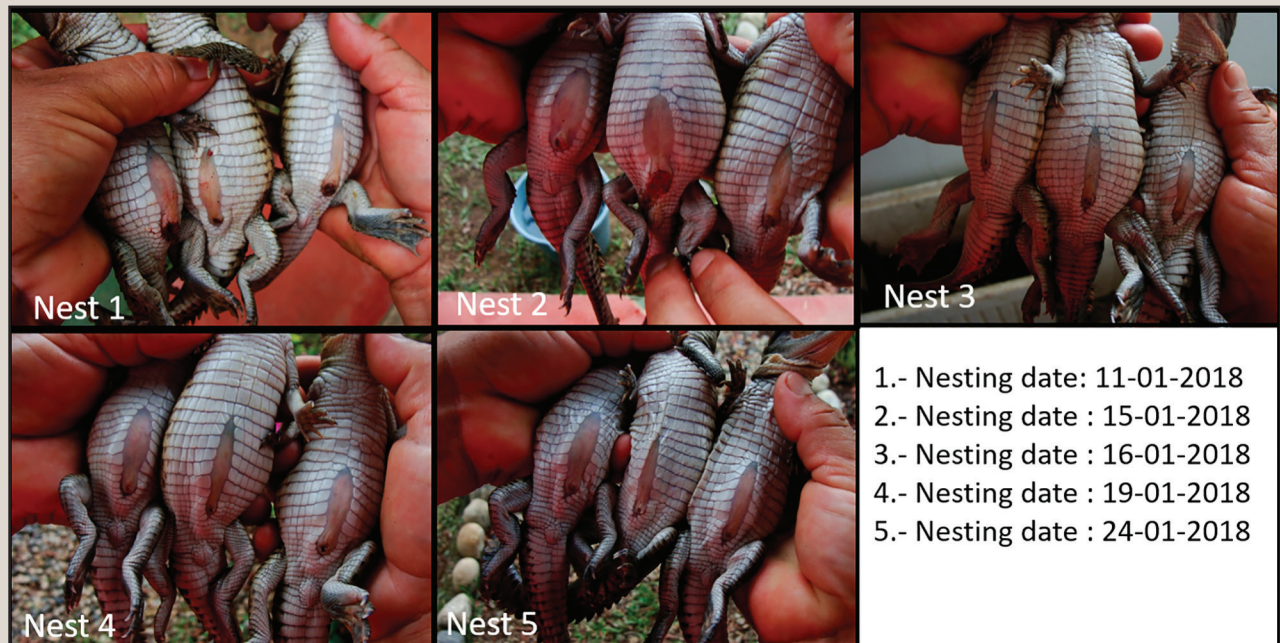 Nest 1
Nest 2
Nest 3
Nest 4
Nest 5
1.- Nesting date: 11-01-2018
2.- Nesting date : 15-01-2018
3.- Nesting date : 16-01-2018
4.- Nesting date : 19-01-2018
5.- Nesting date : 24-01-2018